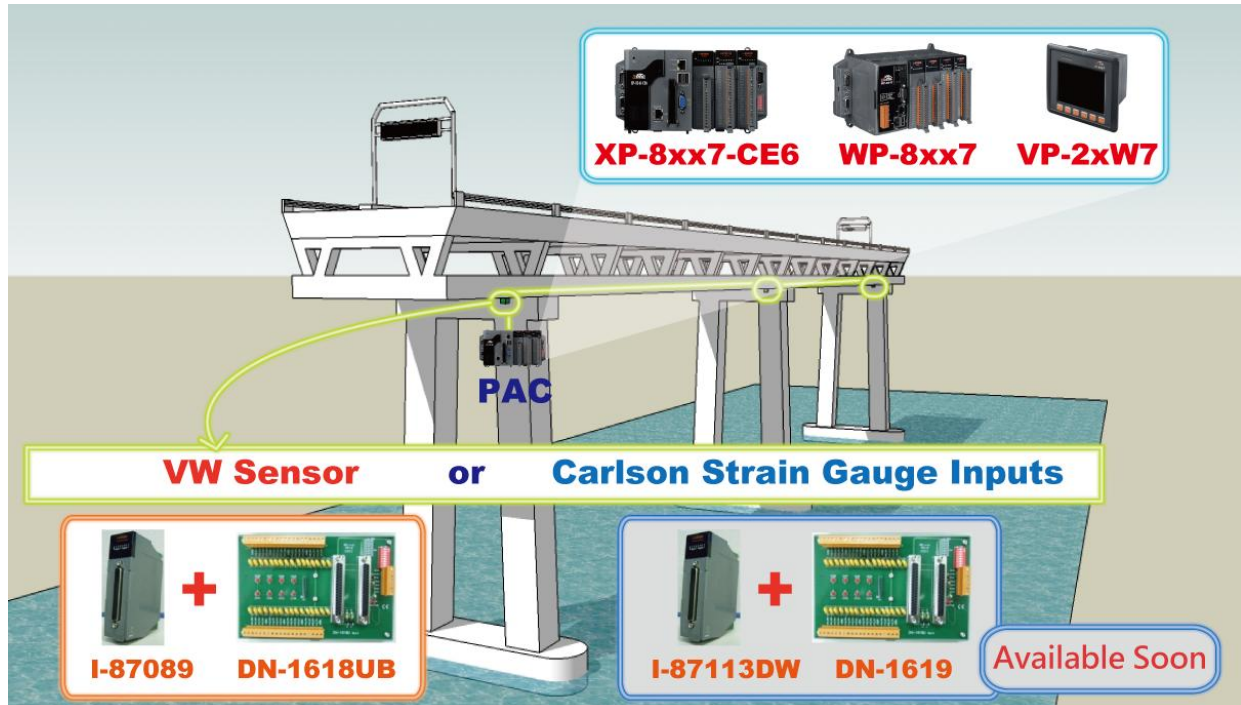 XP-8xx7-CE6 WP-8xx7 VP-2xW7
PAC
VW Sensor or Carlson Strain Gauge Inputs
I-87089 DN-1618UB
I-87113DW DN-1619
Available Soon